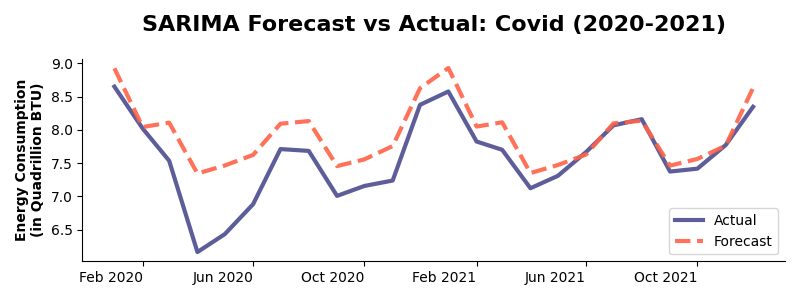 SARIMA Forecast vs Actual: Covid (2020-2021)
Energy Consumption
(in Quadrillion BTU)
9.0
8.5
8.0
7.5
7.0
6.5
Actual
Forecast
Feb 2020
Jun 2020
Oct 2020
Feb 2021
Jun 2021
Oct 2021